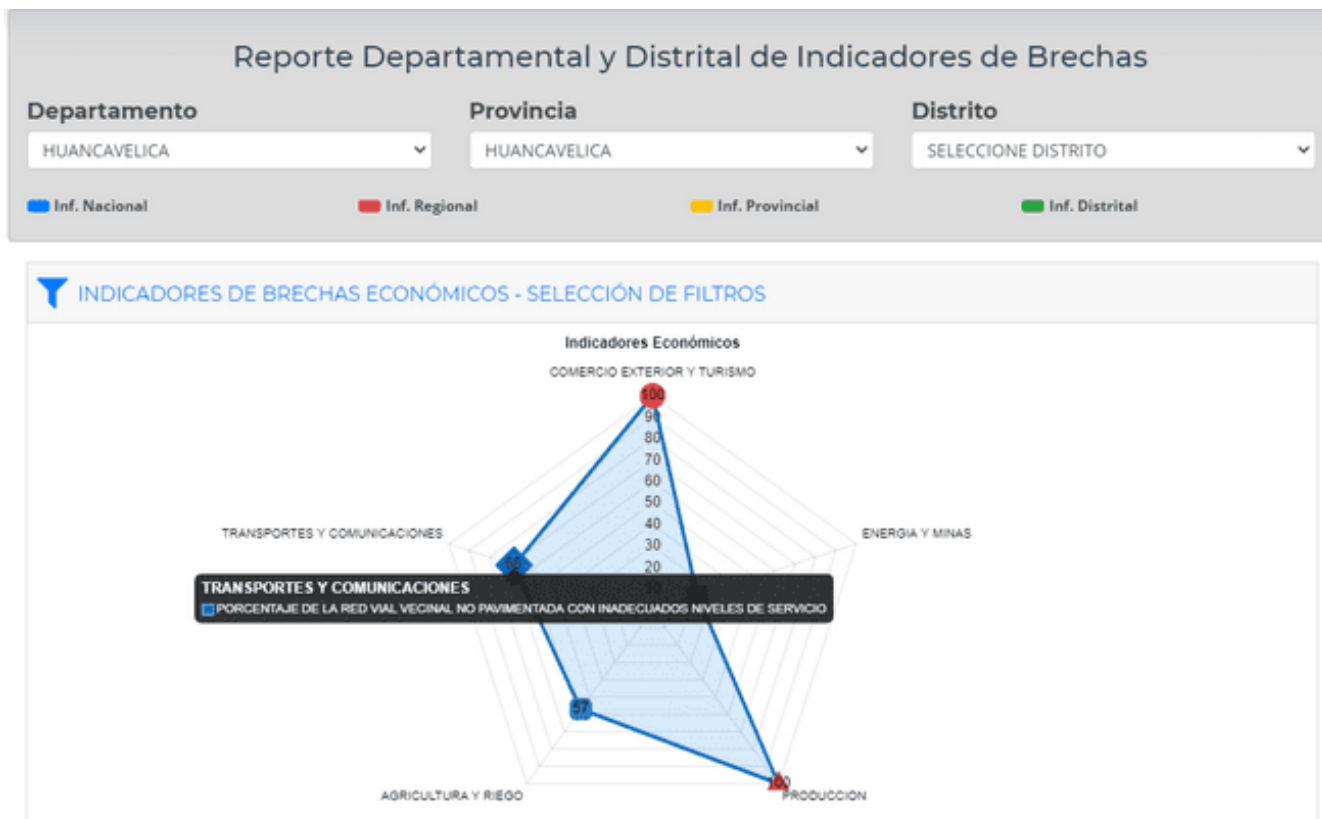 Reporte Departamental y Distrital de Indicadores de Brechas
Departamento Provincia Distrito
HUANCAVELICA HUANCAVELICA SELECCIONE DISTRITO
Inf. Nacional Inf. Regional Inf. Provincial Inf. Distrital
INDICADORES DE BRECHAS ECONÓMICOS - SELECCIÓN DE FILTROS
Indicadores Económicos
COMERCIO EXTERIOR Y TURISMO
100
90
80
70
60
50
40
TRANSPORTES Y COMUNICACIONES ENERGIA Y MINAS
30
20
TRANSPORTES Y COMUNICACIONES
PORCENTAJE DE LA RED VIAL VECINAL NO PAVIMENTADA CON INADECUADOS NIVELES DE SERVICIO
57
100
AGRICULTURA Y RIEGO PRODUCCION